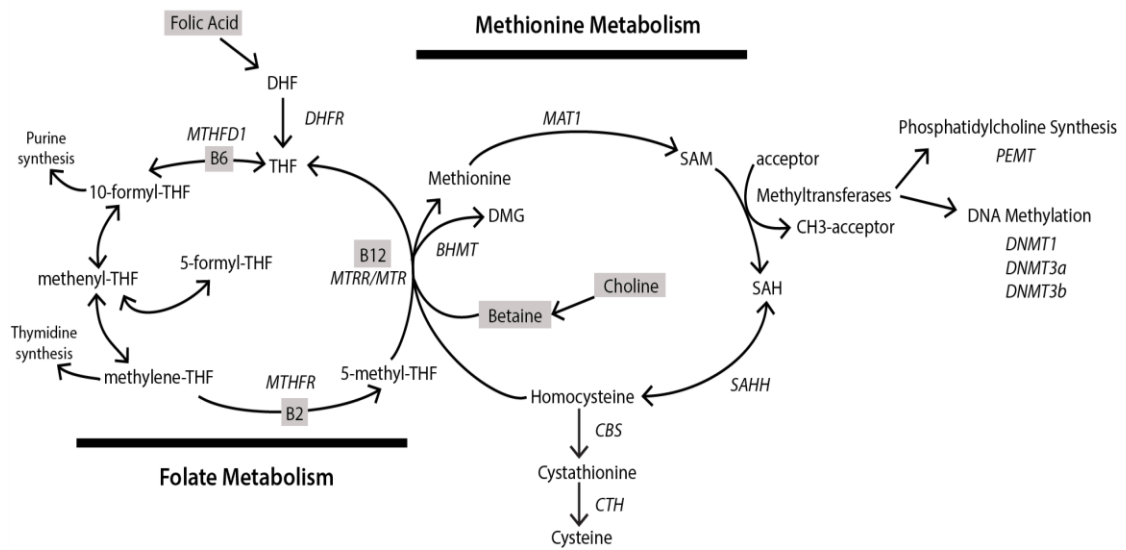 Methionine Metabolism
Folic Acid
DHF
DHFR
MTHFD1
B6
THF
Purine
synthesis
10-formyl-THF
methenyl-THF
5-formyl-THF
Thymidine
synthesis
methylene-THF
MTHFR
B2
5-methyl-THF
Folate Metabolism
B12
MTRR/MTR
MAT1
Methionine
DMG
BHMT
Betaine
Choline
SAM
acceptor
Methyltransferases
CH3-acceptor
Phosphatidylcholine Synthesis
PEMT
DNA Methylation
DNMT1
DNMT3a
DNMT3b
SAH
SAHH
Homocysteine
CBS
Cystathionine
CTH
Cysteine